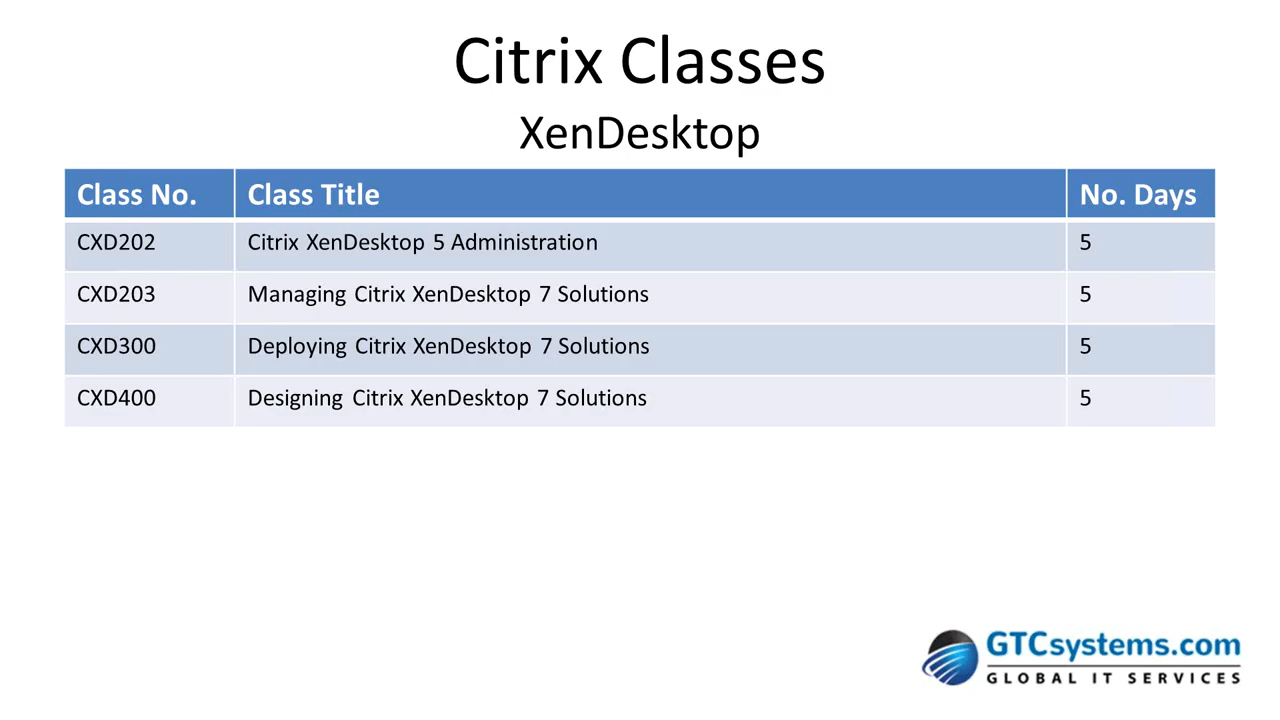 Citrix Classes
XenDesktop
Class No. Class Title No. Days
CXD202 Citrix XenDesktop 5 Administration 5
CXD203 Managing Citrix XenDesktop 7 Solutions 5
CXD300 Deploying Citrix XenDesktop 7 Solutions 5
CXD400 Designing Citrix XenDesktop 7 Solutions 5
GTCsystems.com
GLOBAL IT SERVICES